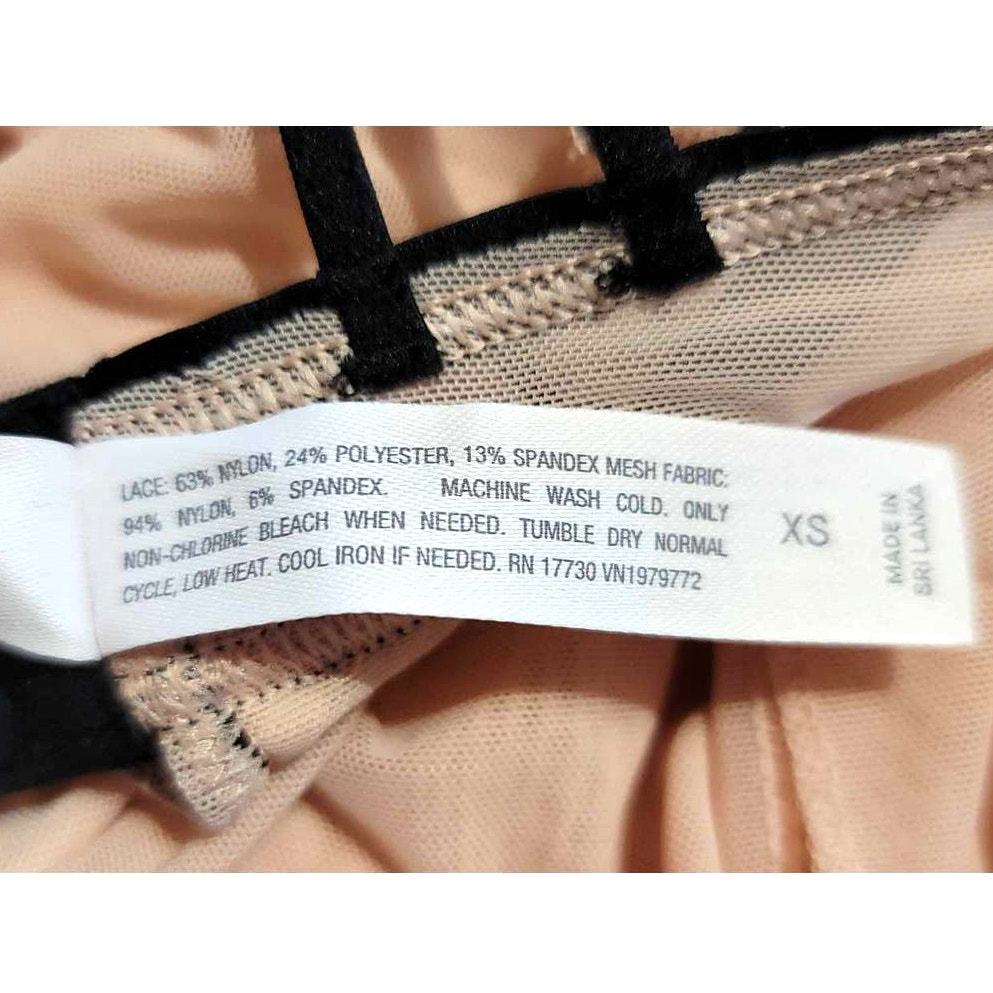 LACE: 63% NYLON, 24% POLYESTER, 13% SPANDEX MESH FABRIC:
94% NYLON, 6% SPANDEX. MACHINE WASH COLD. ONLY
NON-CHLORINE BLEACH WHEN NEEDED. TUMBLE DRY NORMAL
CYCLE, LOW HEAT. COOL IRON IF NEEDED. RN 17730 VN1979772
XS
MADE IN
SRI LANKA